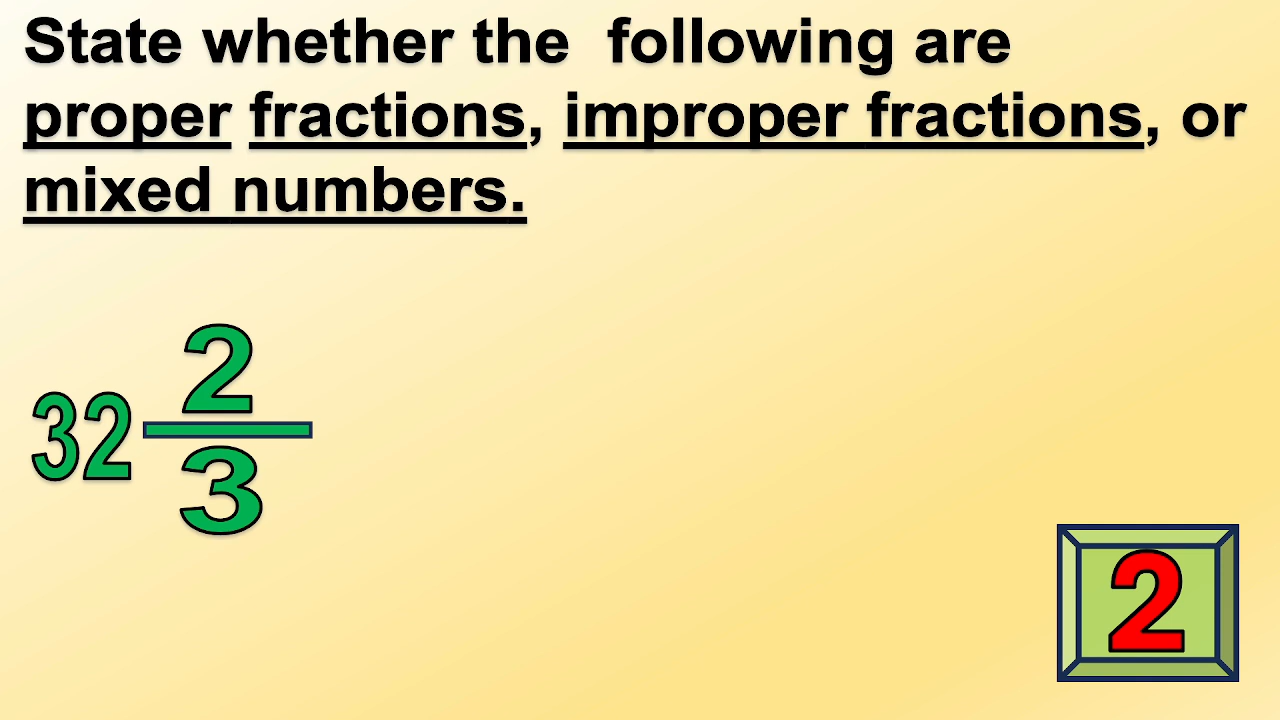 State whether the  following are
proper fractions, improper fractions, or
mixed numbers.
2
32
3
2